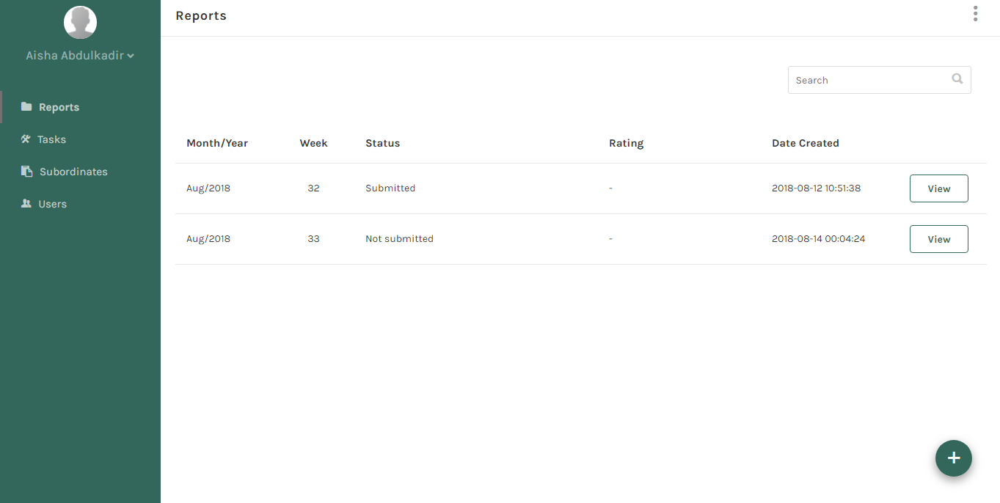 Aisha Abdulkadir
Reports
Tasks
Subordinates
Users
Reports
Search
Month/Year Week Status Rating Date Created
Aug/2018 32 Submitted - 2018-08-12 10:51:38 View
Aug/2018 33 Not submitted - 2018-08-14 00:04:24 View
+